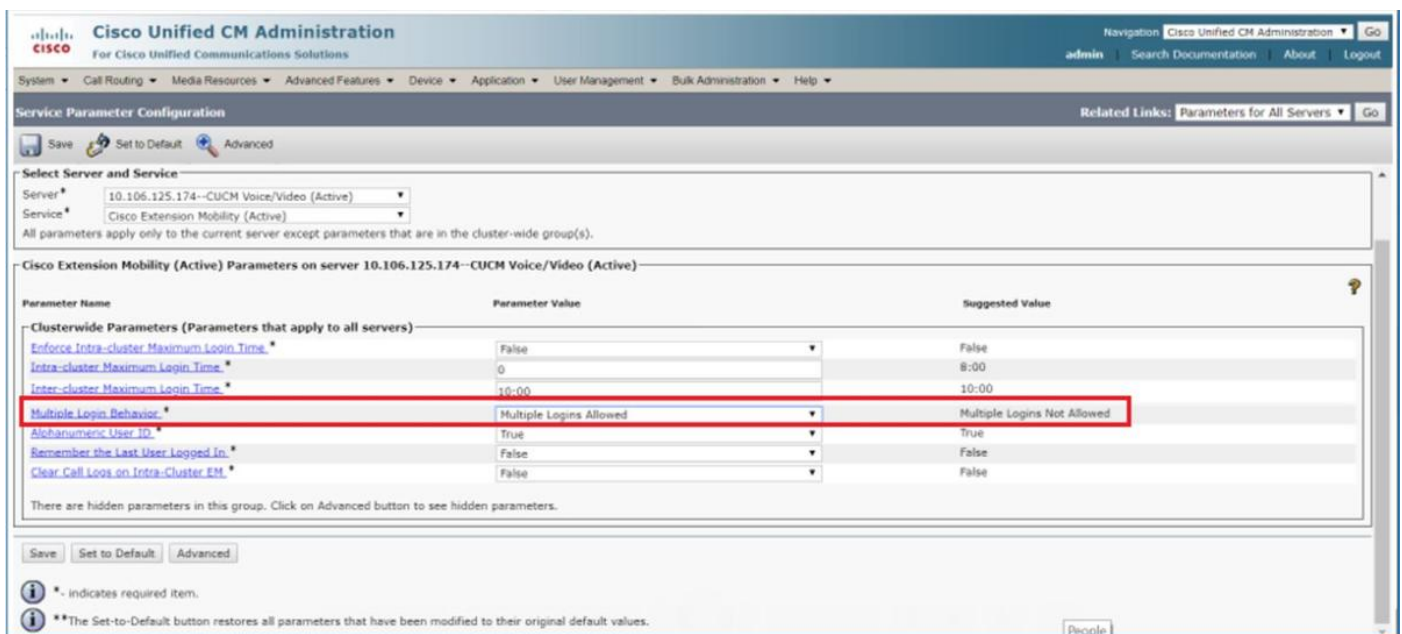 Cisco Unified CM Administration
For Cisco Unified Communications Solutions
CISCO
Navigation Cisco Unified CM Administration Go
admin Search Documentation About Logout
System Call Routing Media Resources Advanced Features Device Application User Management Bulk Administration Help
Service Parameter Configuration
Related Links: Parameters for All Servers Go
Save Set to Default Advanced
Select Server and Service
Server* 10.106.125.174--CUCM Voice/Video (Active)
Service* Cisco Extension Mobility (Active)
All parameters apply only to the current server except parameters that are in the cluster-wide group(s).
Cisco Extension Mobility (Active) Parameters on server 10.106.125.174--CUCM Voice/Video (Active)
?
Parameter Name Parameter Value Suggested Value
Clusterwide Parameters (Parameters that apply to all servers)
Enforce Intra-cluster Maximum Login Time * False False
Intra-cluster Maximum Login Time * 0 8:00
Inter-cluster Maximum Login Time * 10:00 10:00
Multiple Login Behavior * Multiple Logins Allowed Multiple Logins Not Allowed
Alphanumeric User ID * True True
Remember the Last User Logged In * False False
Clear Call Logs on Intra-Cluster EM * False False
There are hidden parameters in this group. Click on Advanced button to see hidden parameters.
Save Set to Default Advanced
*- indicates required item.
**The Set-to-Default button restores all parameters that have been modified to their original default values.
People